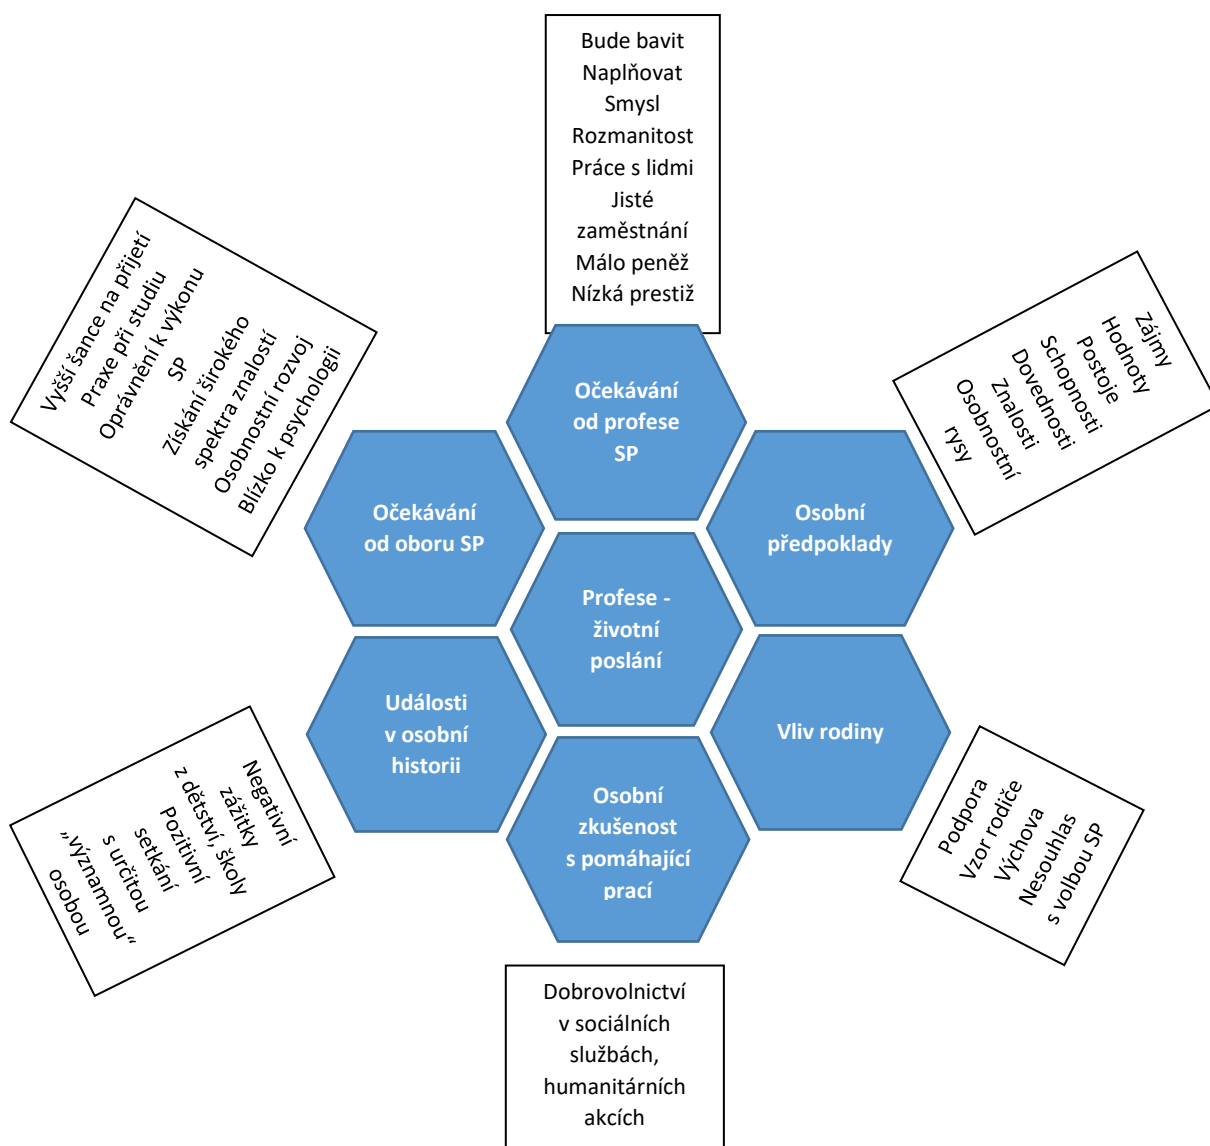 Bude bavit
Naplňovat
Smysl
Rozmanitost
Práce s lidmi
Jisté
zaměstnání
Málo peněž
Nízká prestiž
Vyšší šance na přijetí
Praxe při studiu
Oprávnění k výkonu
SP
Získání širokého
spektra znalostí
Osobnostní rozvoj
Blízko k psychologii
Zájmy
Hodnoty
Postoje
Schopnosti
Dovednosti
Znalosti
Osobnostní
rysy
Očekávání
od profese
SP
Očekávání
od oboru SP
Osobní
předpoklady
Profese -
životní
poslání
Události
v osobní
historii
Vliv rodiny
Osobní
zkušenost
s pomáhající
prací
Negativní
zážitky
z dětství, školy
Pozitivní
setkání
s určitou
„významnou“
osobou
Podpora
Vzor rodiče
Výchova
Nesouhlas
s volbou SP
Dobrovolnictví
v sociálních
službách,
humanitárních
akcích